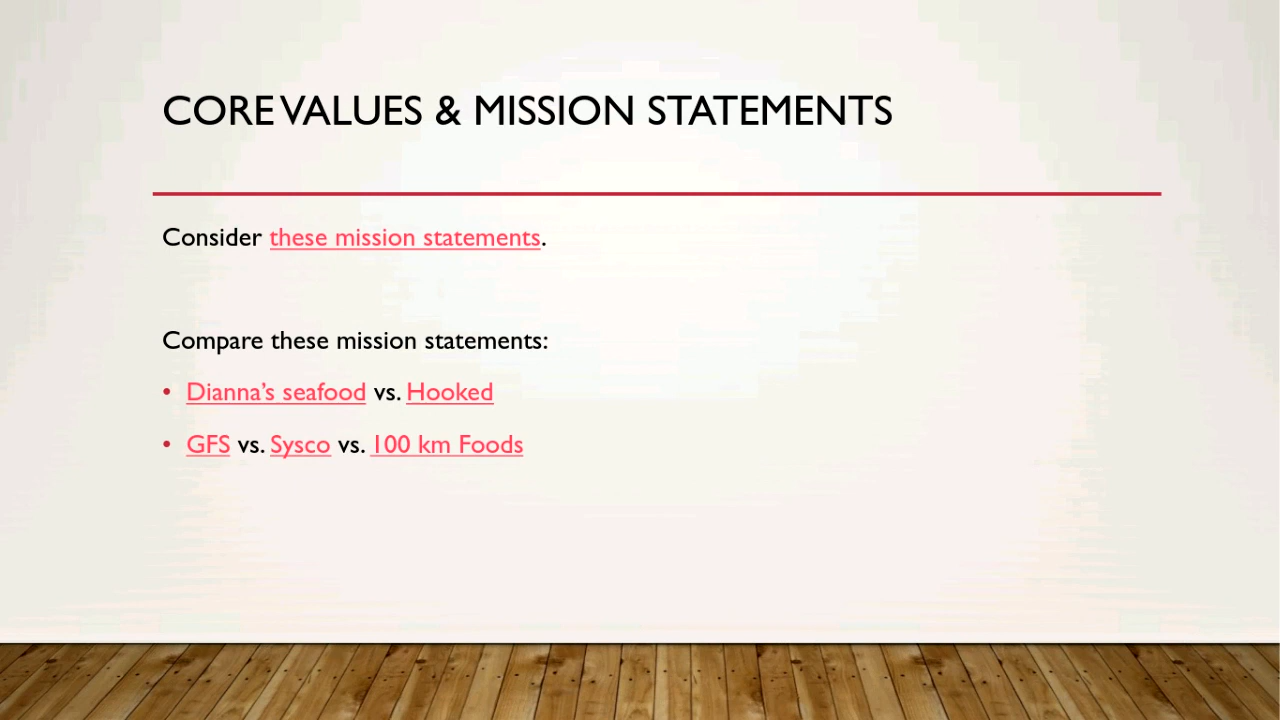 CORE VALUES & MISSION STATEMENTS
Consider these mission statements.
Compare these mission statements:
• Dianna's seafood vs. Hooked
• GFS vs. Sysco vs. 100 km Foods